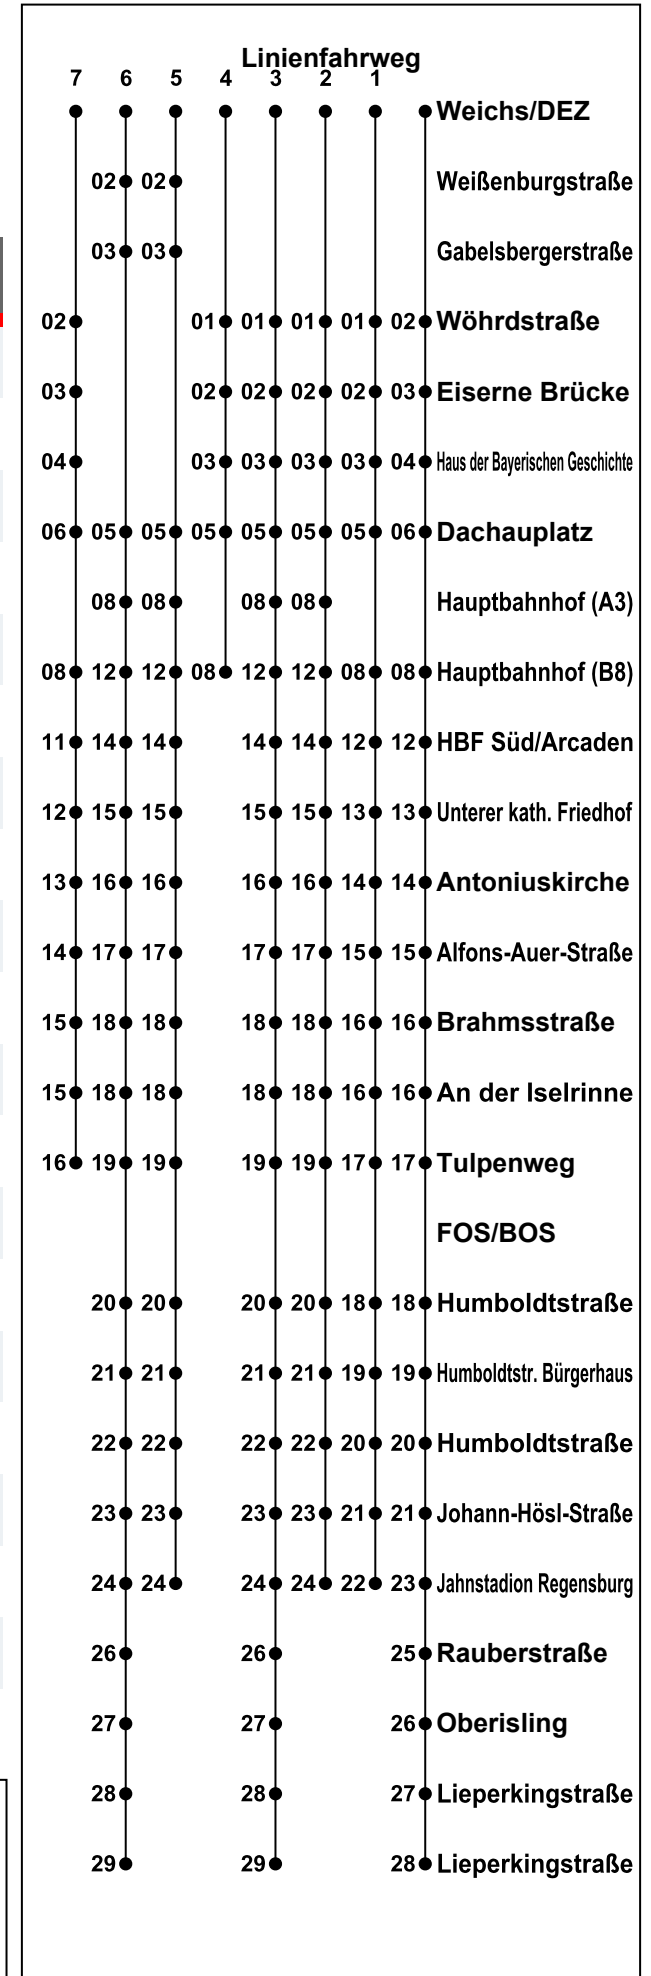 Linienfahrweg
7 6 5 4 3 2 1
Weichs/DEZ
02 02 Weißenburgstraße
03 03 Gabelsbergerstraße
02 01 01 01 01 02 Wöhrdstraße
03 02 02 02 02 03 Eiserne Brücke
04 03 03 03 03 04 Haus der Bayerischen Geschichte
06 05 05 05 05 05 05 06 Dachauplatz
08 08 08 08 Hauptbahnhof (A3)
08 12 12 08 12 12 08 08 Hauptbahnhof (B8)
11 14 14 14 14 12 12 HBF Süd/Arcaden
12 15 15 15 15 13 13 Unterer kath. Friedhof
13 16 16 16 16 14 14 Antoniuskirche
14 17 17 17 17 15 15 Alfons-Auer-Straße
15 18 18 18 18 16 16 Brahmsstraße
15 18 18 18 18 16 16 An der Iselrinne
16 19 19 19 19 17 17 Tulpenweg
FOS/BOS
20 20 20 20 18 18 Humboldtstraße
21 21 21 21 19 19 Humboldtstr. Bürgerhaus
22 22 22 22 20 20 Humboldtstraße
23 23 23 23 21 21 Johann-Hösl-Straße
24 24 24 24 22 23 Jahnstadion Regensburg
26 26 25 Rauberstraße
27 27 26 Oberisling
28 28 27 Lieperkingstraße
29 29 28 Lieperkingstraße